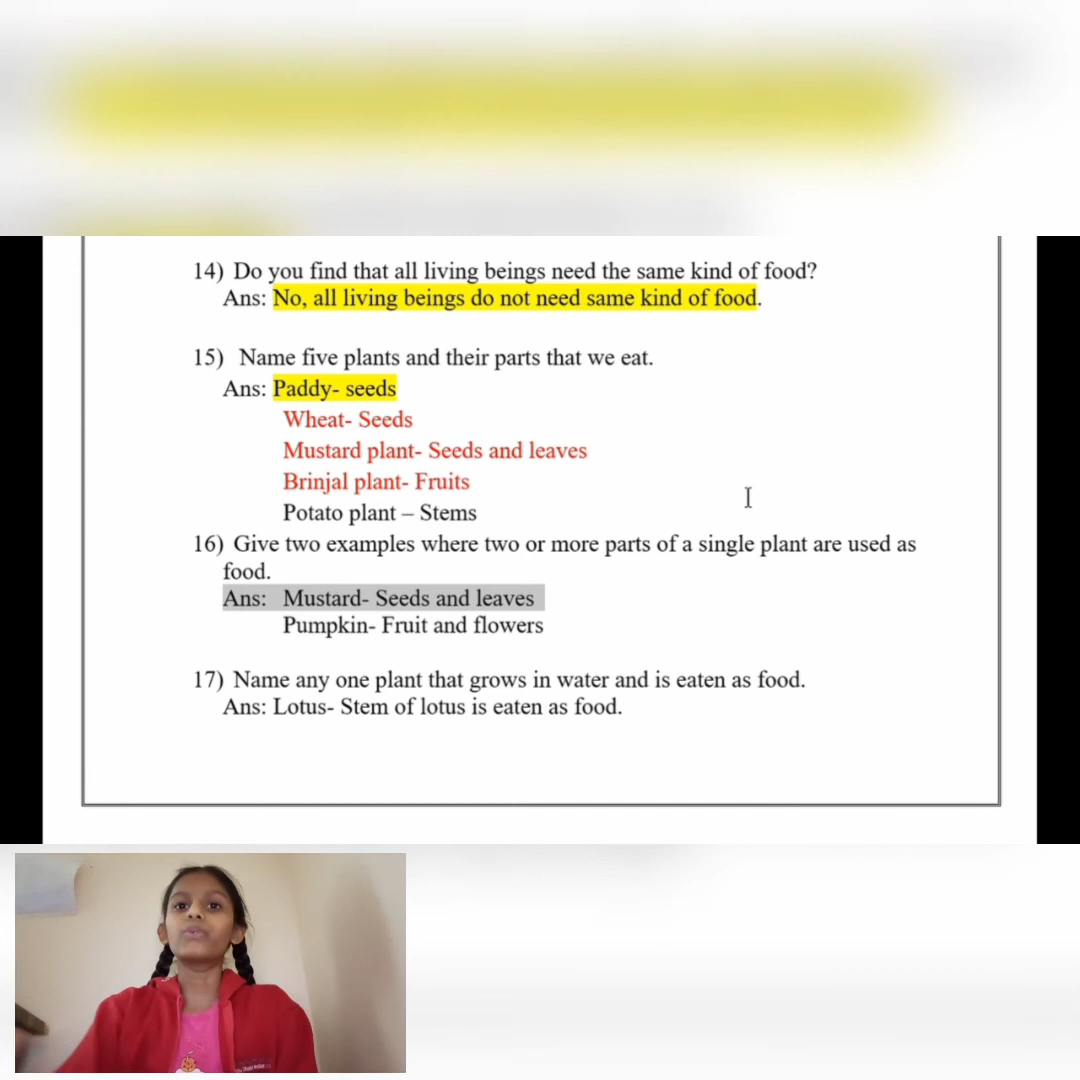 14) Do you find that all living beings need the same kind of food?
Ans: No, all living beings do not need same kind of food.
15) Name five plants and their parts that we eat.
Ans: Paddy- seeds
Wheat- Seeds
Mustard plant- Seeds and leaves
Brinjal plant- Fruits
Potato plant – Stems
16) Give two examples where two or more parts of a single plant are used as
food.
Ans: Mustard- Seeds and leaves
Pumpkin- Fruit and flowers
17) Name any one plant that grows in water and is eaten as food.
Ans: Lotus- Stem of lotus is eaten as food.